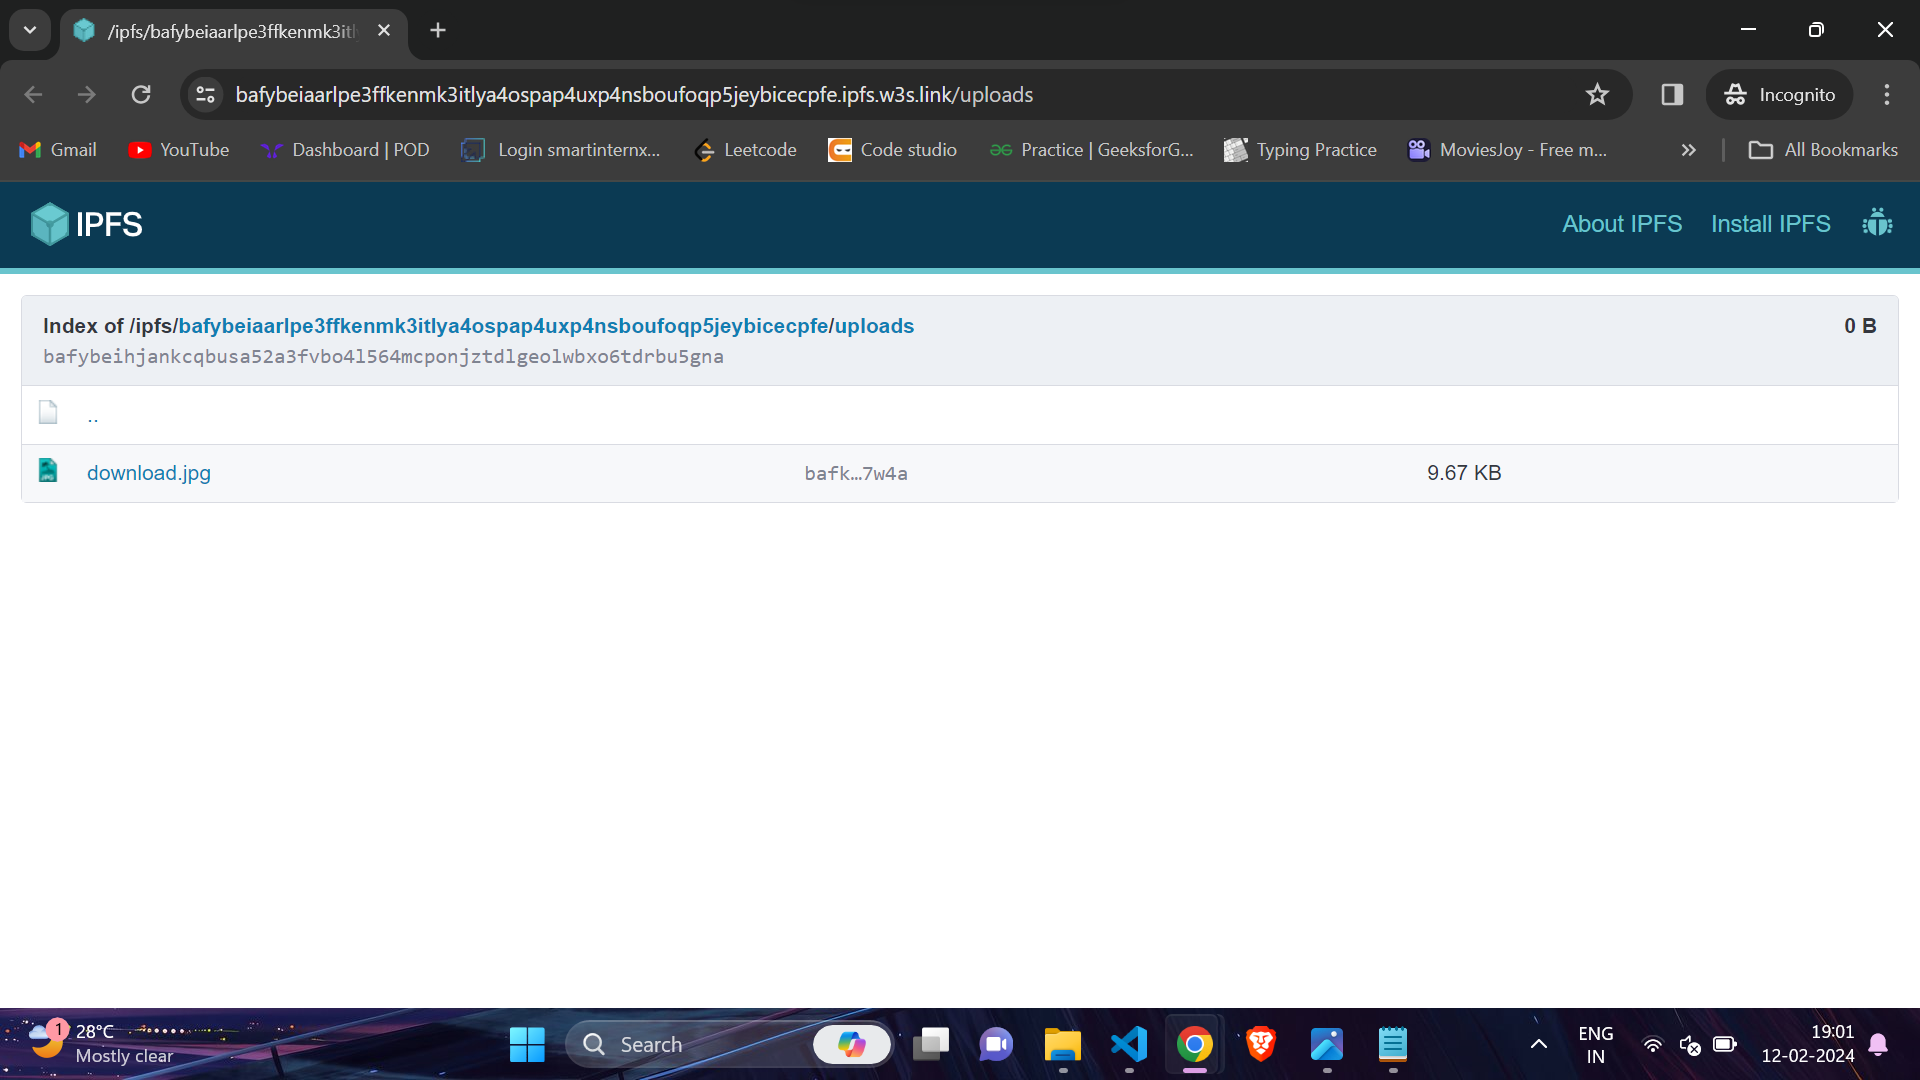 /ipfs/bafybeiaarlpe3ffkenmk3itl
bafybeiaarlpe3ffkenmk3itlya4ospap4uxp4nsboufoqp5jeybicecpfe.ipfs.w3s.link/uploads
Incognito
Gmail
YouTube
Dashboard | POD
Login smartinternx...
Leetcode
Code studio
Practice | GeeksforG...
Typing Practice
MoviesJoy - Free m...
All Bookmarks
IPFS
About IPFS
Install IPFS
Index of /ipfs/bafybeiaarlpe3ffkenmk3itlya4ospap4uxp4nsboufoqp5jeybicecpfe/uploads
0 B
bafybeihjankcqbusa52a3fvbo4l564mcponjztdlgeolwbxo6tdrbu5gna
..
download.jpg
bafk…7w4a
9.67 KB
1
28°C
Mostly clear
Search
ENG
IN
19:01
12-02-2024